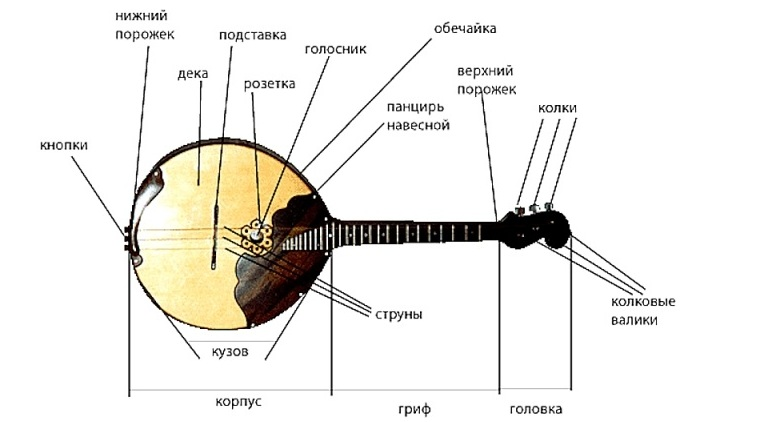 нижний
порожек
подставка
голосник
обечайка
дека
розетка
верхний
порожек
панцирь
навесной
колки
кнопки
струны
колковые
валики
кузов
корпус
гриф
головка